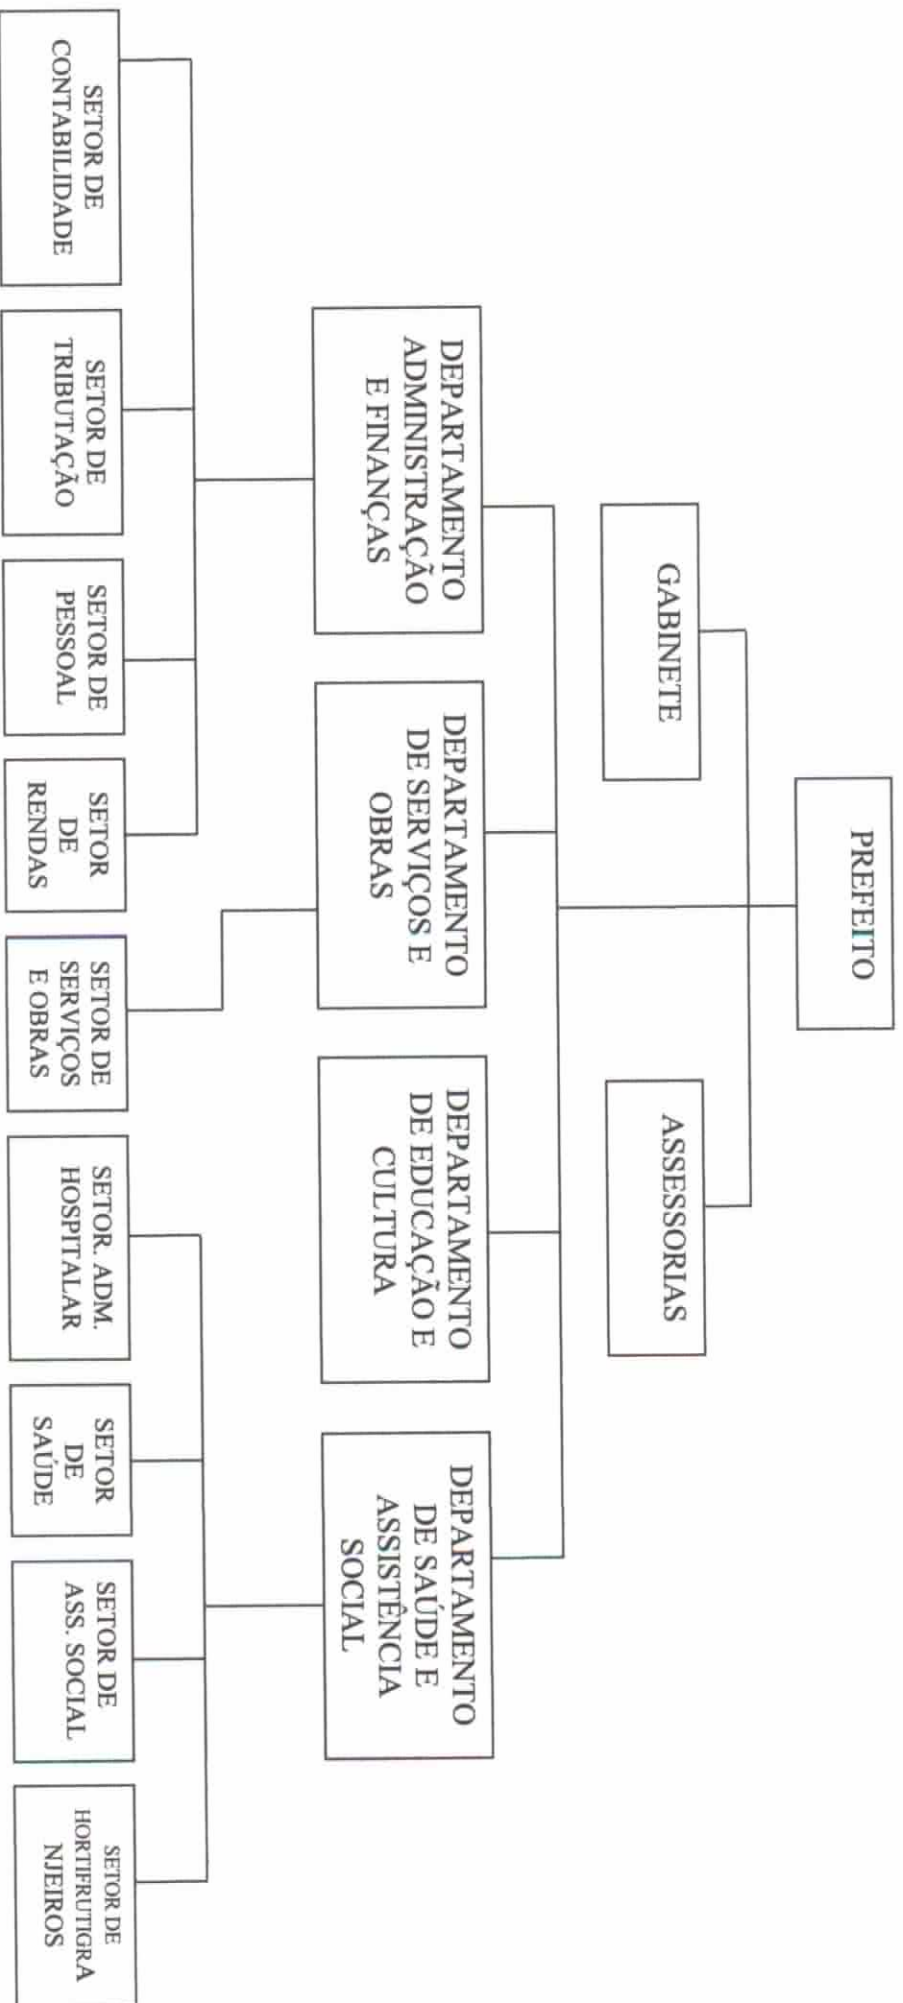 PREFEITO
GABINETE
ASSESSORIAS
DEPARTAMENTO
ADMINISTRAÇÃO
E FINANÇAS
DEPARTAMENTO
DE SERVIÇOS E
OBRAS
DEPARTAMENTO
DE EDUCAÇÃO E
CULTURA
DEPARTAMENTO
DE SAÚDE E
ASSISTÊNCIA
SOCIAL
SETOR DE
CONTABILIDADE
SETOR DE
TRIBUTAÇÃO
SETOR DE
PESSOAL
SETOR
DE
RENDAS
SETOR DE
SERVIÇOS
E OBRAS
SETOR. ADM.
HOSPITALAR
SETOR
DE
SAÚDE
SETOR DE
ASS. SOCIAL
SETOR DE
HORTIFRUTIGRA
NJEIROS